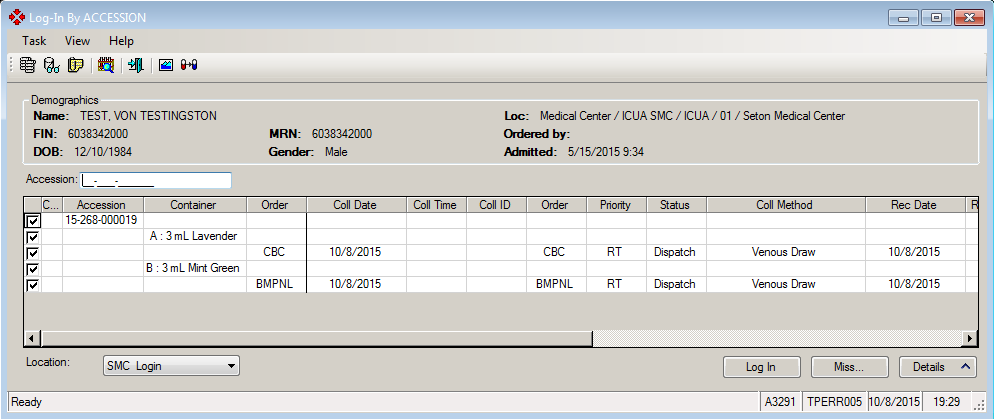 Log-In By ACCESSION
Task View Help
Demographics
Name: TEST, VON TESTINGSTON Loc: Medical Center / ICUA SMC / ICUA / 01 / Seton Medical Center
FIN: 6038342000 MRN: 6038342000 Ordered by:
DOB: 12/10/1984 Gender: Male Admitted: 5/15/2015 9:34
Accession: __-___-______
C... Accession Container Order Coll Date Coll Time Coll ID Order Priority Status Coll Method Rec Date R
15-268-000019
A : 3 mL Lavender
CBC 10/8/2015 CBC RT Dispatch Venous Draw 10/8/2015
B : 3 mL Mint Green
BMPNL 10/8/2015 BMPNL RT Dispatch Venous Draw 10/8/2015
Location: SMC Login Log In Miss... Details
Ready A3291 TPERR005 10/8/2015 19:29